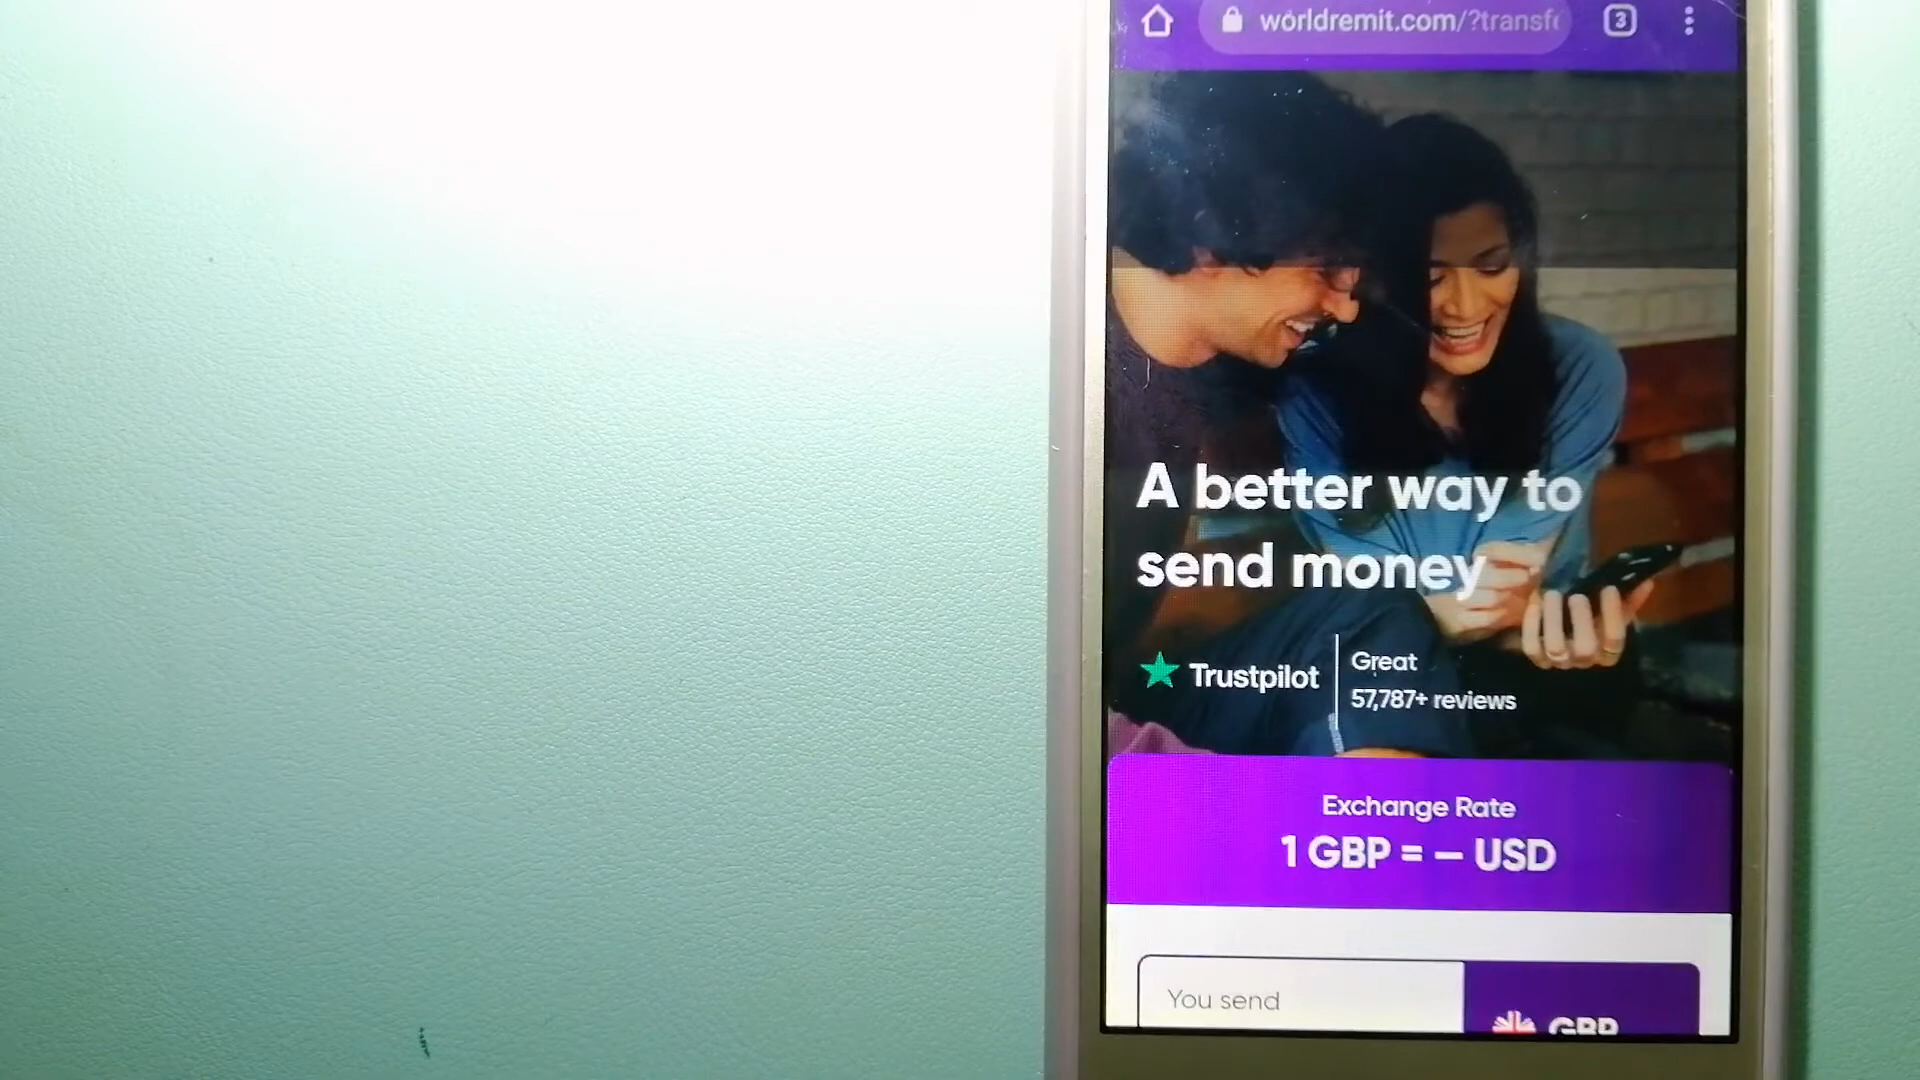 worldremit.com/?transf
3
A better way to
send money
Trustpilot
Great
57,787+ reviews
Exchange Rate
1 GBP = — USD
You send
GBP